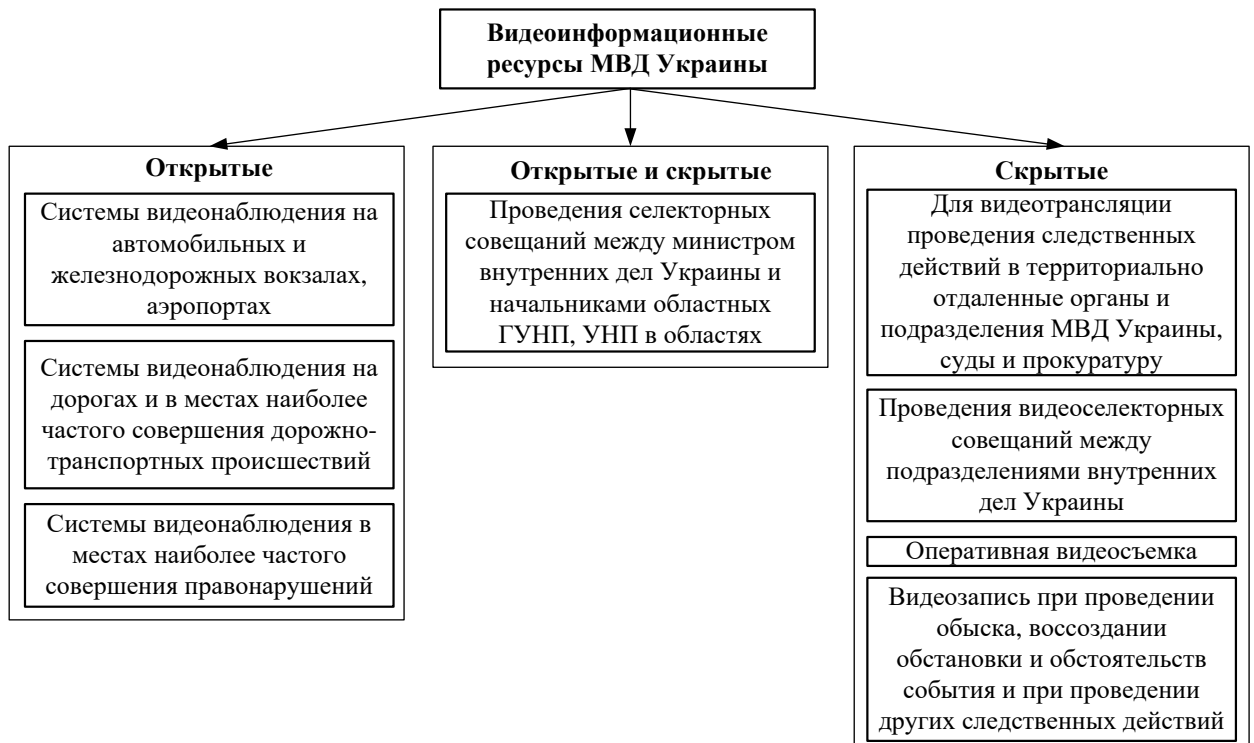 Видеоинформационные
ресурсы МВД Украины
Открытые
Системы видеонаблюдения на
автомобильных и
железнодорожных вокзалах,
аэропортах
Системы видеонаблюдения на
дорогах и в местах наиболее
частого совершения дорожно-
транспортных происшествий
Системы видеонаблюдения в
местах наиболее частого
совершения правонарушений
Открытые и скрытые
Проведения селекторных
совещаний между министром
внутренних дел Украины и
начальниками областных
ГУНП, УНП в областях
Скрытые
Для видеотрансляции
проведения следственных
действий в территориально
отдаленные органы и
подразделения МВД Украины,
суды и прокуратуру
Проведения видеоселекторных
совещаний между
подразделениями внутренних
дел Украины
Оперативная видеосъемка
Видеозапись при проведении
обыска, воссоздании
обстановки и обстоятельств
события и при проведении
других следственных действий